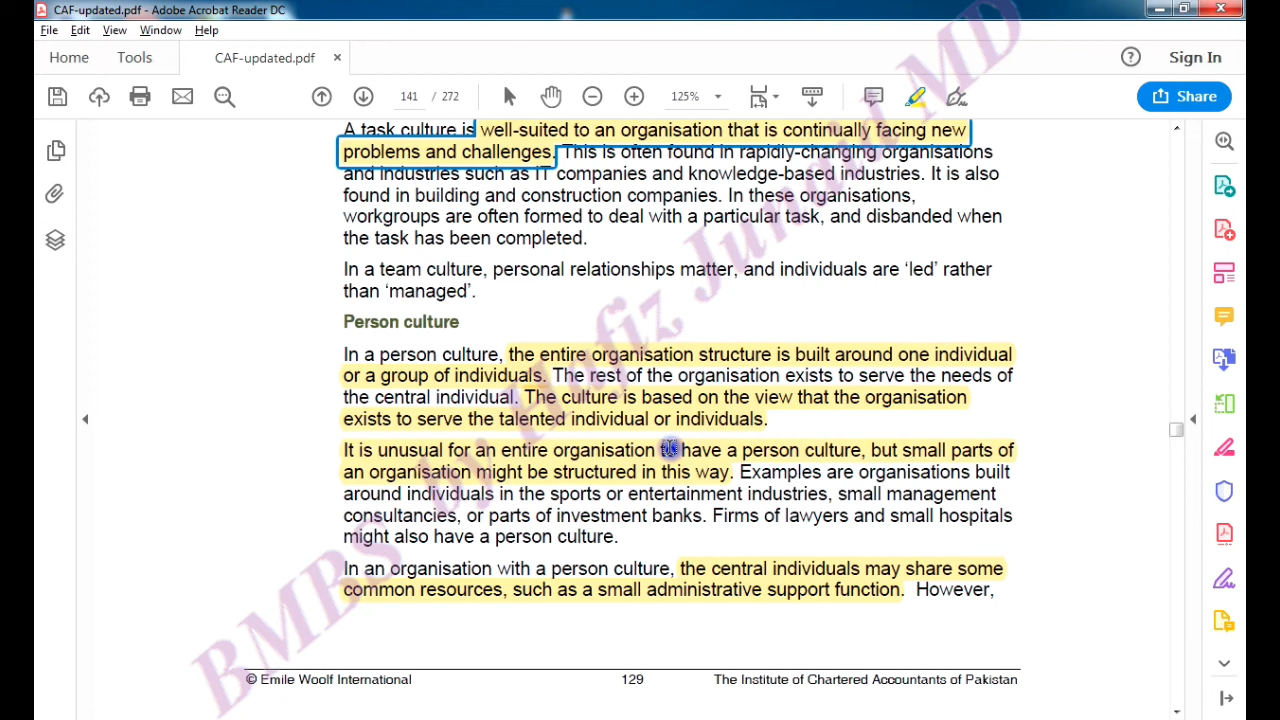 CAF-updated.pdf - Adobe Acrobat Reader DC
File Edit View Window Help
Home Tools CAF-updated.pdf × ? Sign In
141 / 272 125% Share
A task culture is well-suited to an organisation that is continually facing new
problems and challenges. This is often found in rapidly-changing organisations
and industries such as IT companies and knowledge-based industries. It is also
found in building and construction companies. In these organisations,
workgroups are often formed to deal with a particular task, and disbanded when
the task has been completed.
In a team culture, personal relationships matter, and individuals are ‘led’ rather
than ‘managed’.
Person culture
In a person culture, the entire organisation structure is built around one individual
or a group of individuals. The rest of the organisation exists to serve the needs of
the central individual. The culture is based on the view that the organisation
exists to serve the talented individual or individuals.
It is unusual for an entire organisation to have a person culture, but small parts of
an organisation might be structured in this way. Examples are organisations built
around individuals in the sports or entertainment industries, small management
consultancies, or parts of investment banks. Firms of lawyers and small hospitals
might also have a person culture.
In an organisation with a person culture, the central individuals may share some
common resources, such as a small administrative support function. However,
© Emile Woolf International 129 The Institute of Chartered Accountants of Pakistan
BMBS by Hafiz Junaid MD